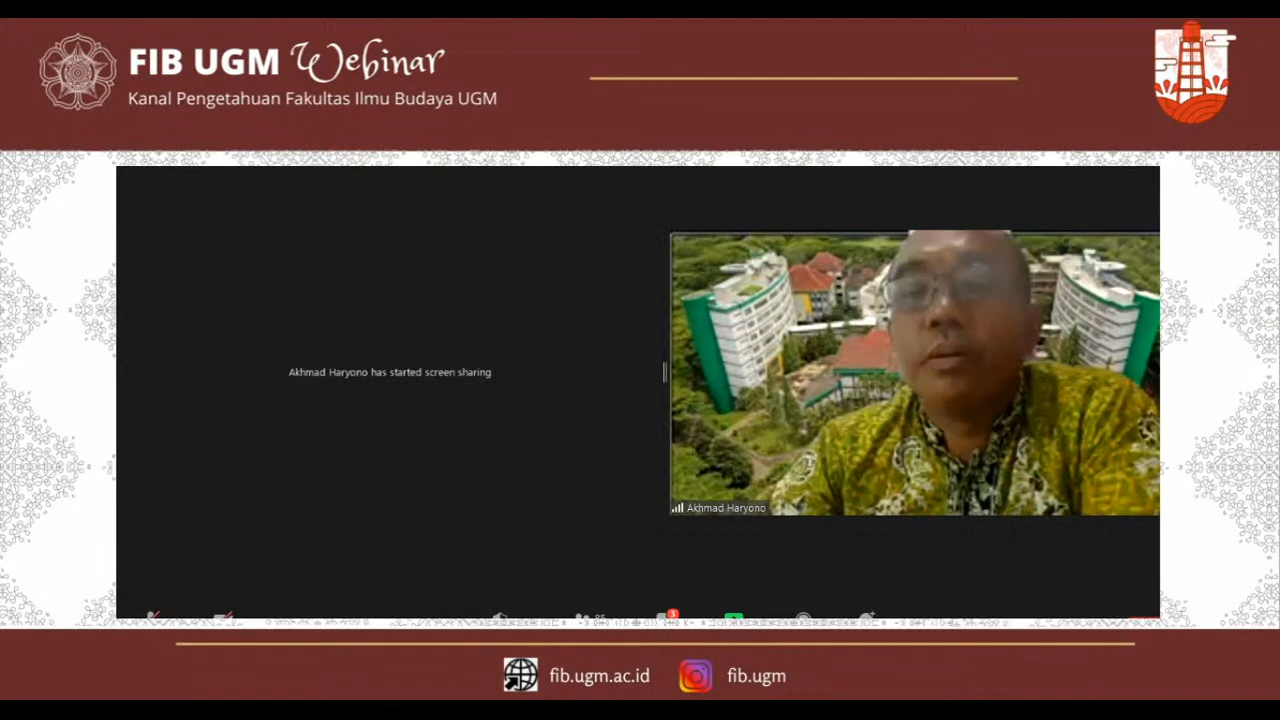 FIB UGM Webinar
Kanal Pengetahuan Fakultas Ilmu Budaya UGM
Akhmad Haryono has started screen sharing
Akhmad Haryono
3
fib.ugm.ac.id
fib.ugm